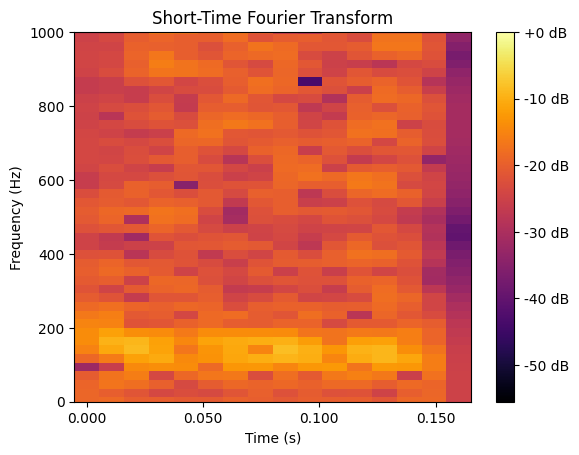 Short-Time Fourier Transform
1000
800
600
400
200
0
Frequency (Hz)
0.000
0.050
0.100
0.150
Time (s)
+0 dB
-10 dB
-20 dB
-30 dB
-40 dB
-50 dB